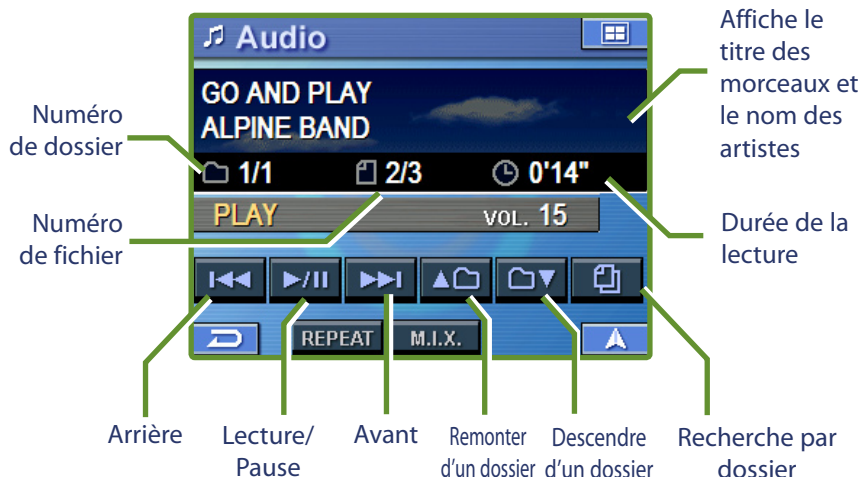 Audio
GO AND PLAY
ALPINE BAND
1/1 2/3 0'14"
PLAY VOL. 15
REPEAT M.I.X.
Affiche le
titre des
morceaux et
le nom des
artistes
Numéro
de dossier
Numéro
de fichier
Durée de la
lecture
Arrière
Lecture/
Pause
Avant
Remonter
d'un dossier
Descendre
d'un dossier
Recherche par
dossier